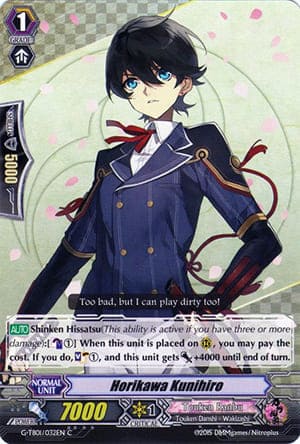 1
GRADE
5000
Too bad, but I can play dirty too!
AUTO Shinken Hissatsu(This ability is active if you have three or more
damage):[ 1] When this unit is placed on , you may pay the
cost. If you do, V 1, and this unit gets +4000 until end of turn.
NORMAL
UNIT
Horikawa Kunihiro
POWER
7000
1
CRITICAL
Touken Ranbu
Touken Danshi - Wakizashi
G-TB01/032EN C
©2015 DMMgames/Nitroplus